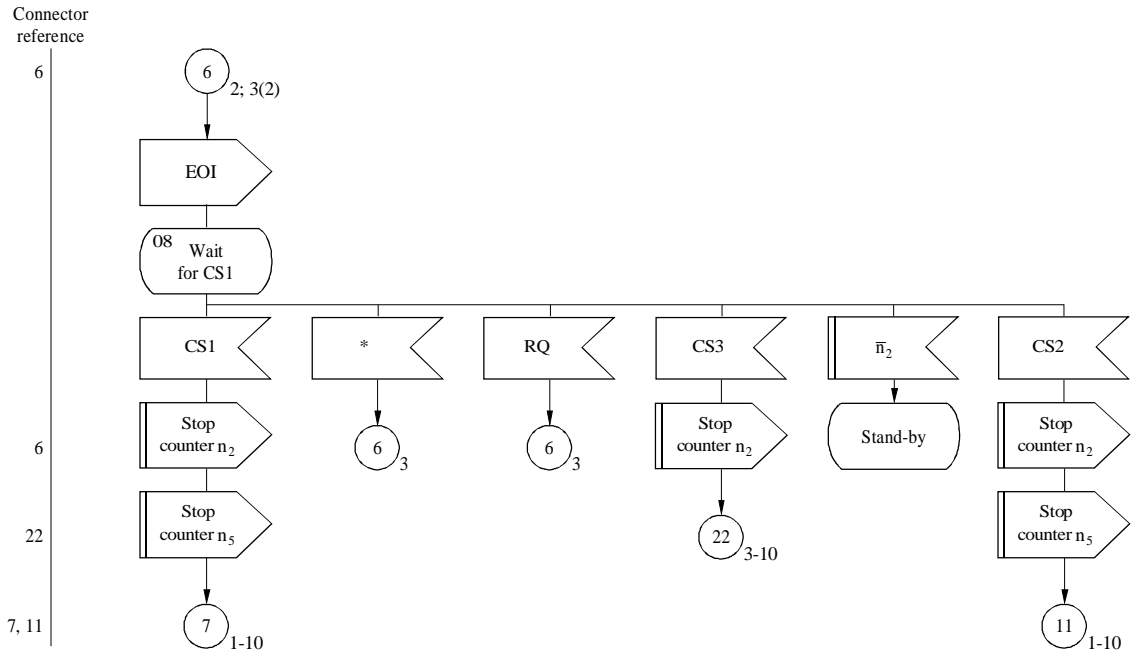 Connector
reference
6
6
2; 3(2)
EOI
08
Wait
for CS1
CS1
*
RQ
CS3
n̅₂
CS2
Stop
counter n₂
6
3
6
3
Stop
counter n₂
Stand-by
Stop
counter n₂
6
Stop
counter n₅
22
3-10
Stop
counter n₅
22
7, 11
7
1-10
11
1-10